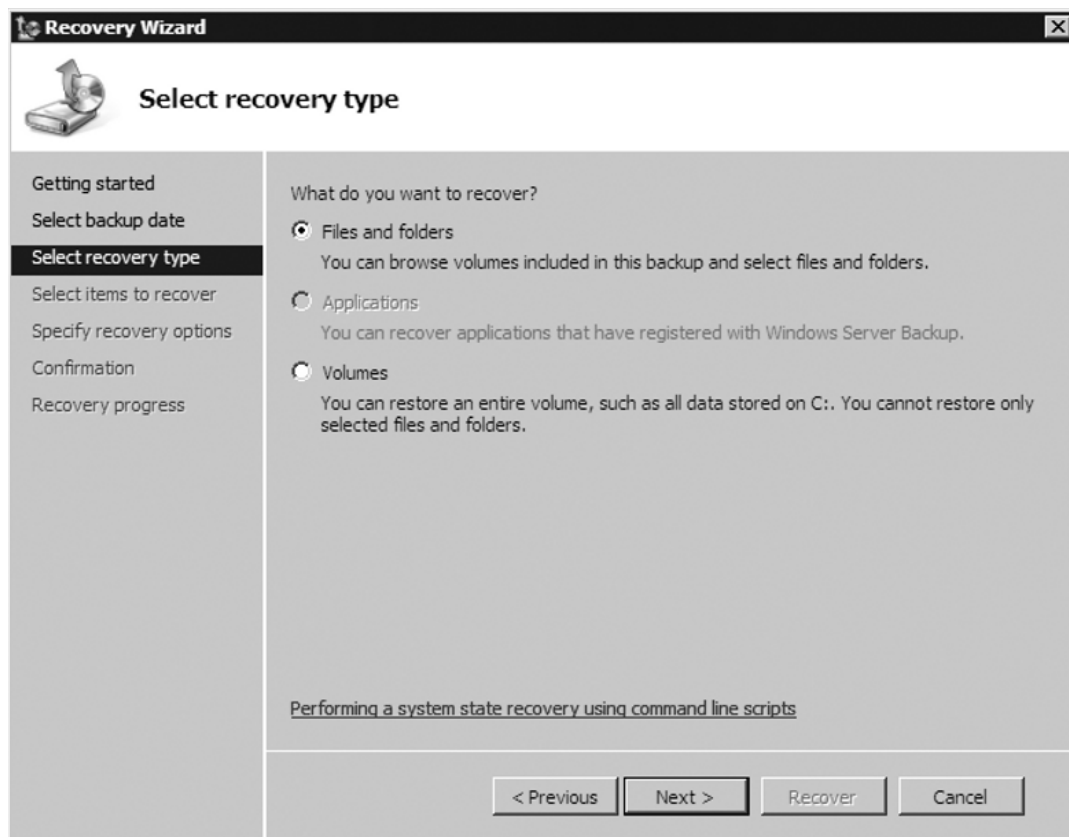 Recovery Wizard
Select recovery type
Getting started
Select backup date
Select recovery type
Select items to recover
Specify recovery options
Confirmation
Recovery progress
What do you want to recover?
Files and folders
You can browse volumes included in this backup and select files and folders.
Applications
You can recover applications that have registered with Windows Server Backup.
Volumes
You can restore an entire volume, such as all data stored on C:. You cannot restore only
selected files and folders.
Performing a system state recovery using command line scripts
< Previous
Next >
Recover
Cancel